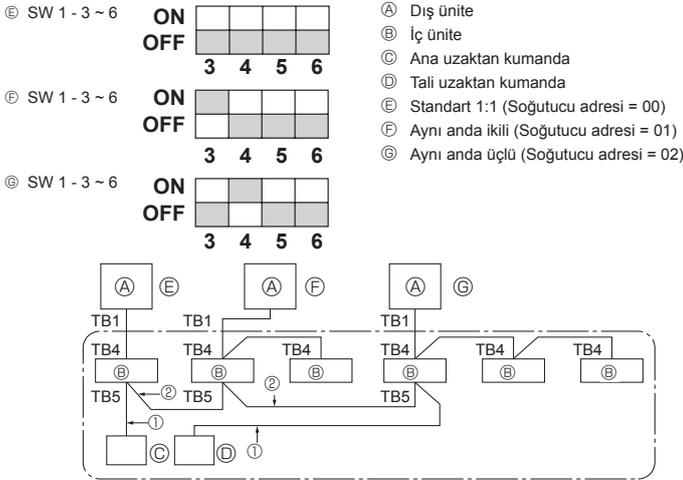 Ⓔ SW 1 - 3 ~ 6
ON
OFF
3 4 5 6
Ⓕ SW 1 - 3 ~ 6
ON
OFF
3 4 5 6
Ⓖ SW 1 - 3 ~ 6
ON
OFF
3 4 5 6
Ⓐ Dış ünite
Ⓑ İç ünite
Ⓒ Ana uzaktan kumanda
Ⓓ Tali uzaktan kumanda
Ⓔ Standart 1:1 (Soğutucu adresi = 00)
Ⓕ Aynı anda ikili (Soğutucu adresi = 01)
Ⓖ Aynı anda üçlü (Soğutucu adresi = 02)
Ⓐ Ⓔ Ⓐ Ⓕ Ⓐ Ⓖ
TB1 TB1 TB1
TB4 TB4 TB4 TB4 TB4 TB4
Ⓑ Ⓑ Ⓑ Ⓑ Ⓑ Ⓑ
TB5 ② TB5 ② TB5
① ①
Ⓒ Ⓓ